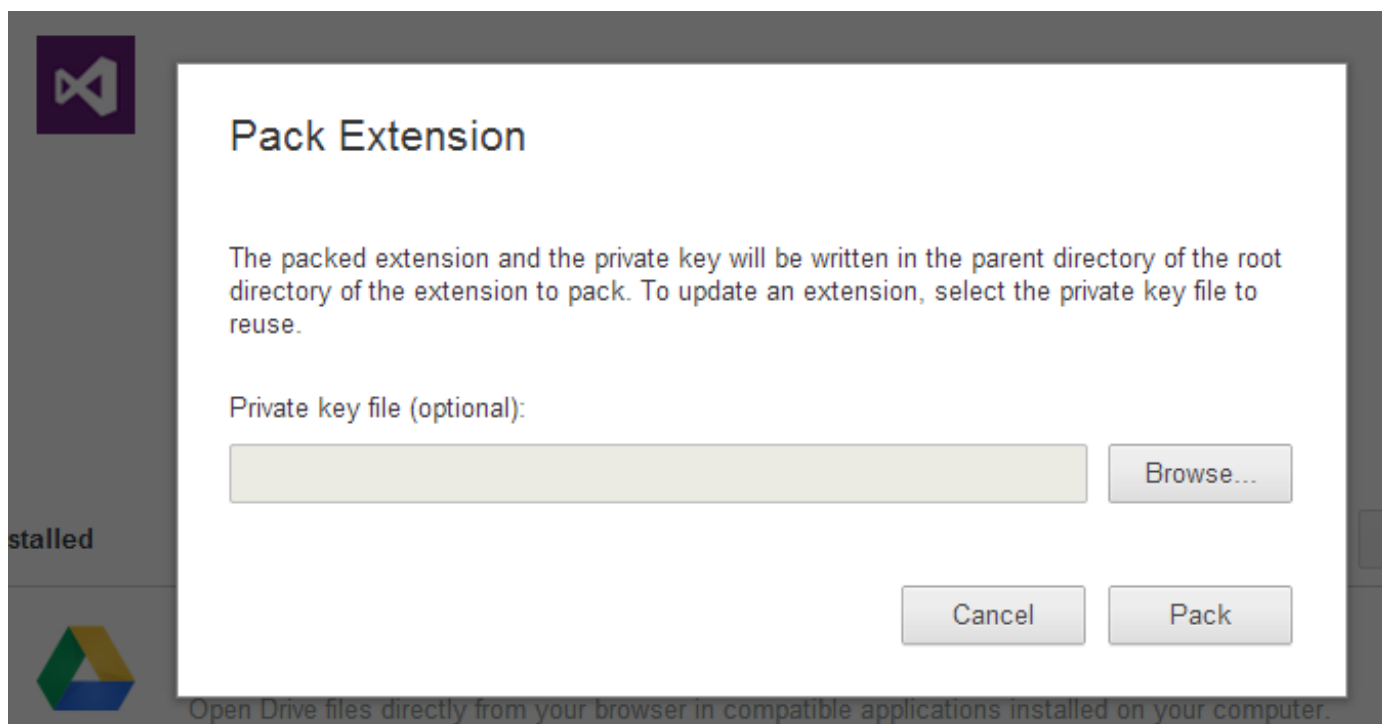 Pack Extension
The packed extension and the private key will be written in the parent directory of the root
directory of the extension to pack. To update an extension, select the private key file to
reuse.
Private key file (optional):
Browse...
stalled
Cancel
Pack
Open Drive files directly from your browser in compatible applications installed on your computer.